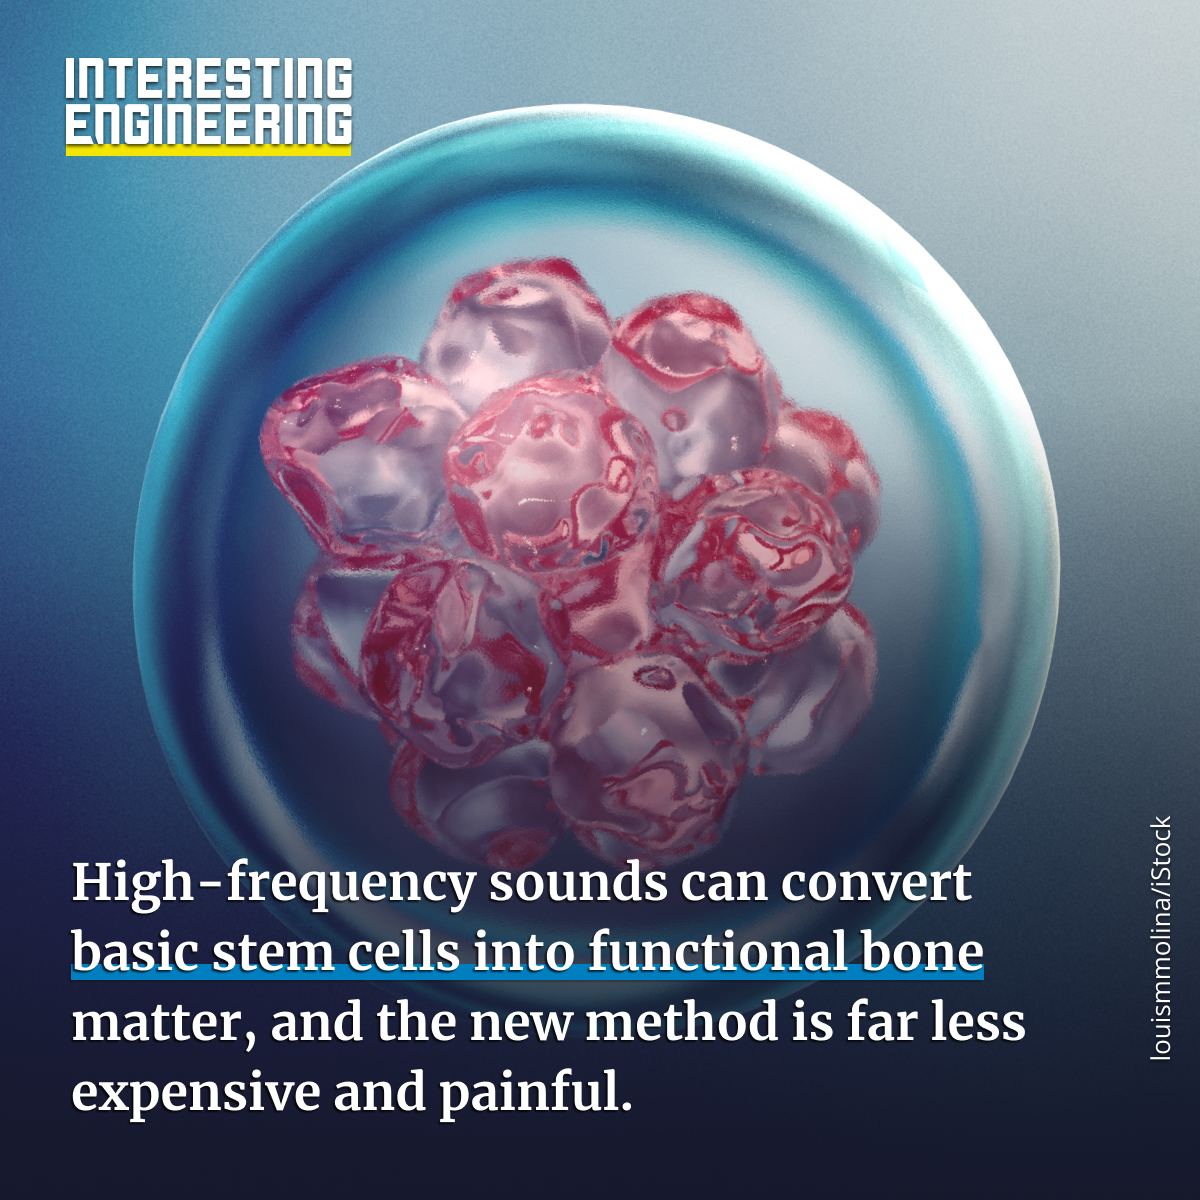 INTERESTING
ENGINEERING
High-frequency sounds can convert
basic stem cells into functional bone
matter, and the new method is far less
expensive and painful.
louismmolina/iStock